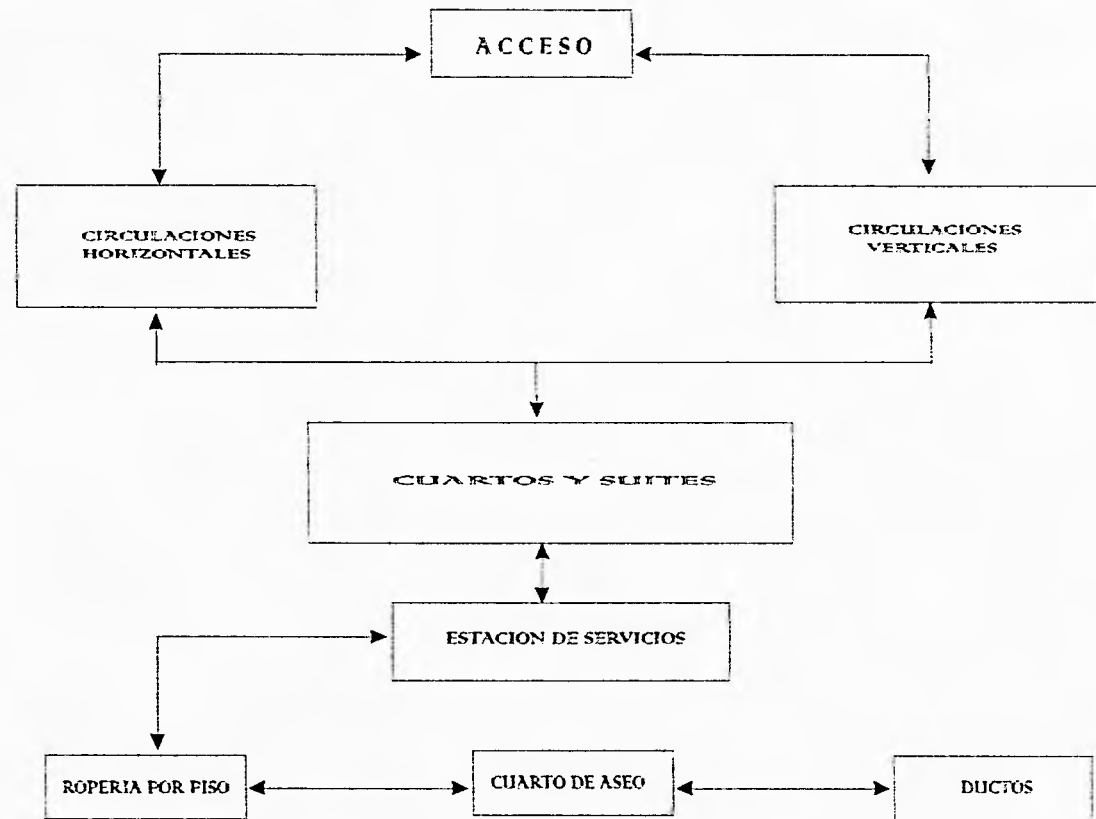 ACCESO
CIRCULACIONES
HORIZONTALES
CIRCULACIONES
VERTICALES
CUARTOS Y SUITES
ESTACION DE SERVICIOS
ROPERIA POR PISO
CUARTO DE ASEO
DUCTOS